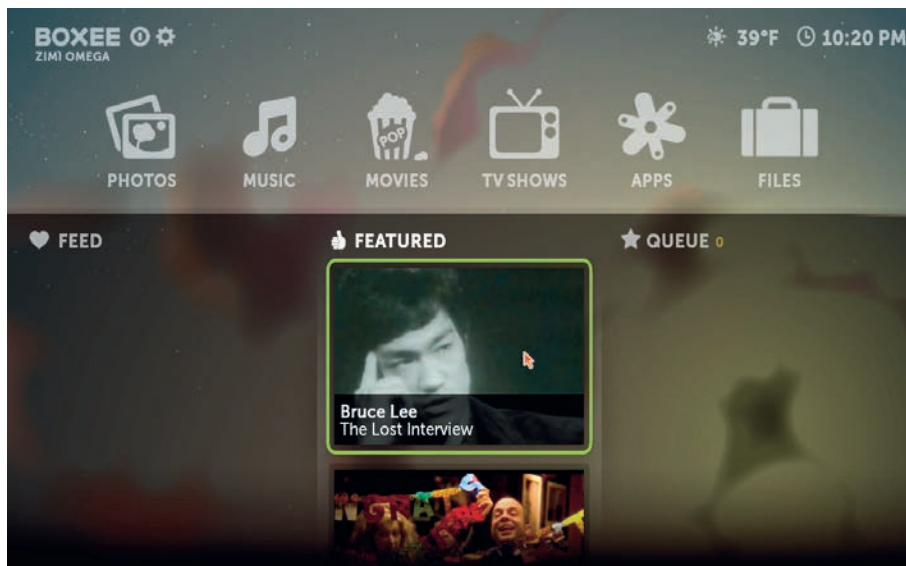 BOXEE
ZIMI OMEGA
39°F 10:20 PM
POP
PHOTOS MUSIC MOVIES TV SHOWS APPS FILES
FEED FEATURED QUEUE 0
Bruce Lee
The Lost Interview
NGRAT